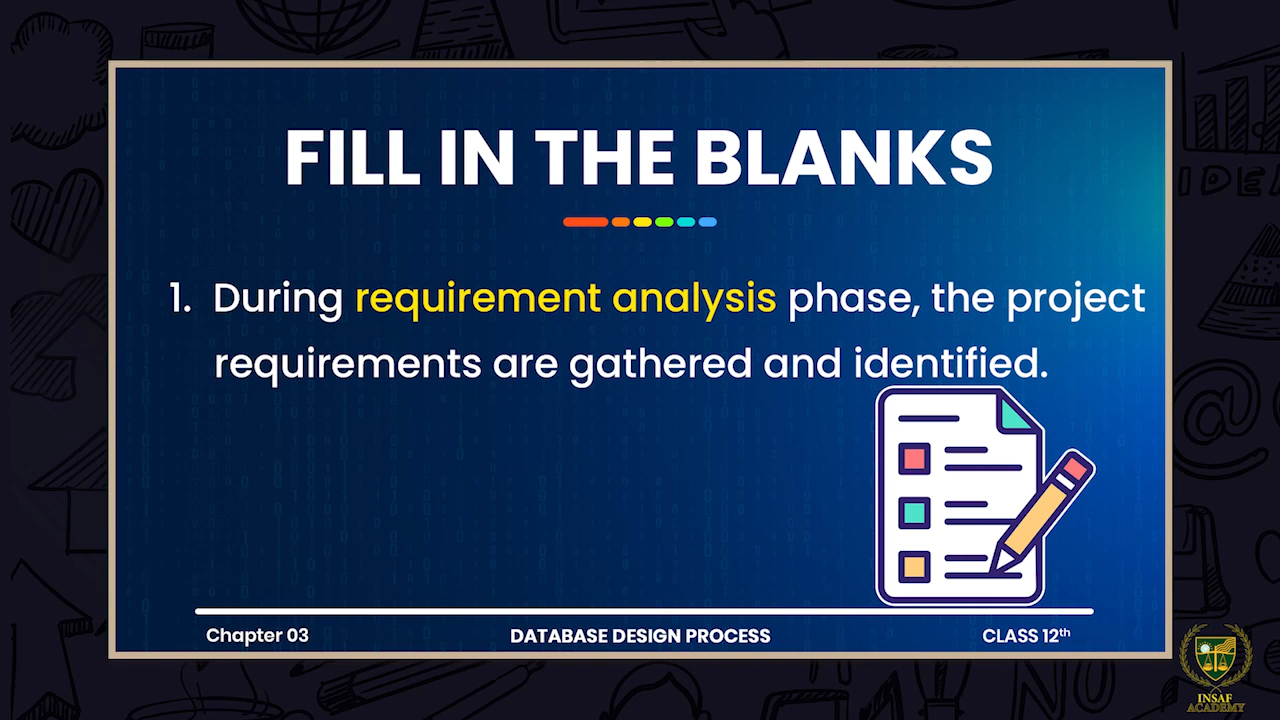 FILL IN THE BLANKS
1. During requirement analysis phase, the project
requirements are gathered and identified.
Chapter 03
DATABASE DESIGN PROCESS
CLASS 12th
INSAF
ACADEMY
IDEA